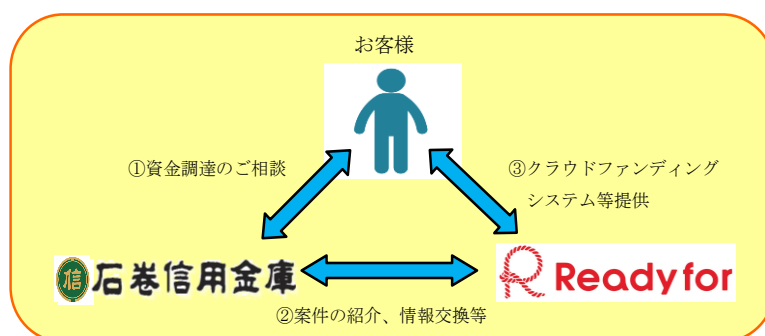 お客様
①資金調達のご相談
③クラウドファンディング
システム等提供
信 石巻信用金庫
Readyfor
②案件の紹介、情報交換等